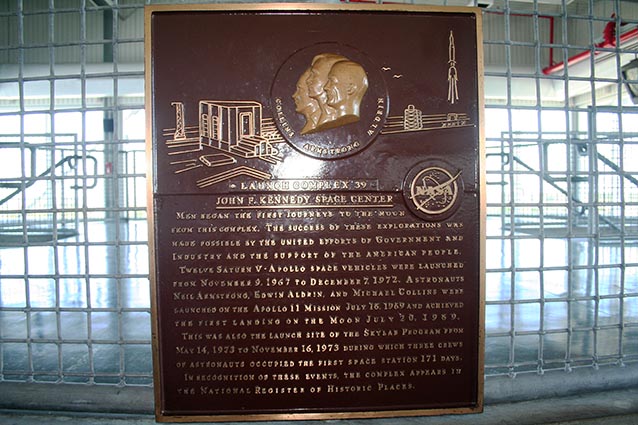 COLLINS ARMSTRONG ALDRIN
LAUNCH COMPLEX 39
JOHN F. KENNEDY SPACE CENTER
NASA
MEN BEGAN THE FIRST JOURNEYS TO THE MOON
FROM THIS COMPLEX. THE SUCCESS OF THESE EXPLORATIONS WAS
MADE POSSIBLE BY THE UNITED EFFORTS OF GOVERNMENT AND
INDUSTRY AND THE SUPPORT OF THE AMERICAN PEOPLE.
TWELVE SATURN V-APOLLO SPACE VEHICLES WERE LAUNCHED
FROM NOVEMBER 9, 1967 TO DECEMBER 7, 1972. ASTRONAUTS
NEIL ARMSTRONG, EDWIN ALDRIN, AND MICHAEL COLLINS WERE
LAUNCHED ON THE APOLLO 11 MISSION JULY 16, 1969 AND ACHIEVED
THE FIRST LANDING ON THE MOON JULY 20, 1969.
THIS WAS ALSO THE LAUNCH SITE OF THE SKYLAB PROGRAM FROM
MAY 14, 1973 TO NOVEMBER 16, 1973 DURING WHICH THREE CREWS
OF ASTRONAUTS OCCUPIED THE FIRST SPACE STATION 171 DAYS.
IN RECOGNITION OF THESE EVENTS, THE COMPLEX APPEARS IN
THE NATIONAL REGISTER OF HISTORIC PLACES.